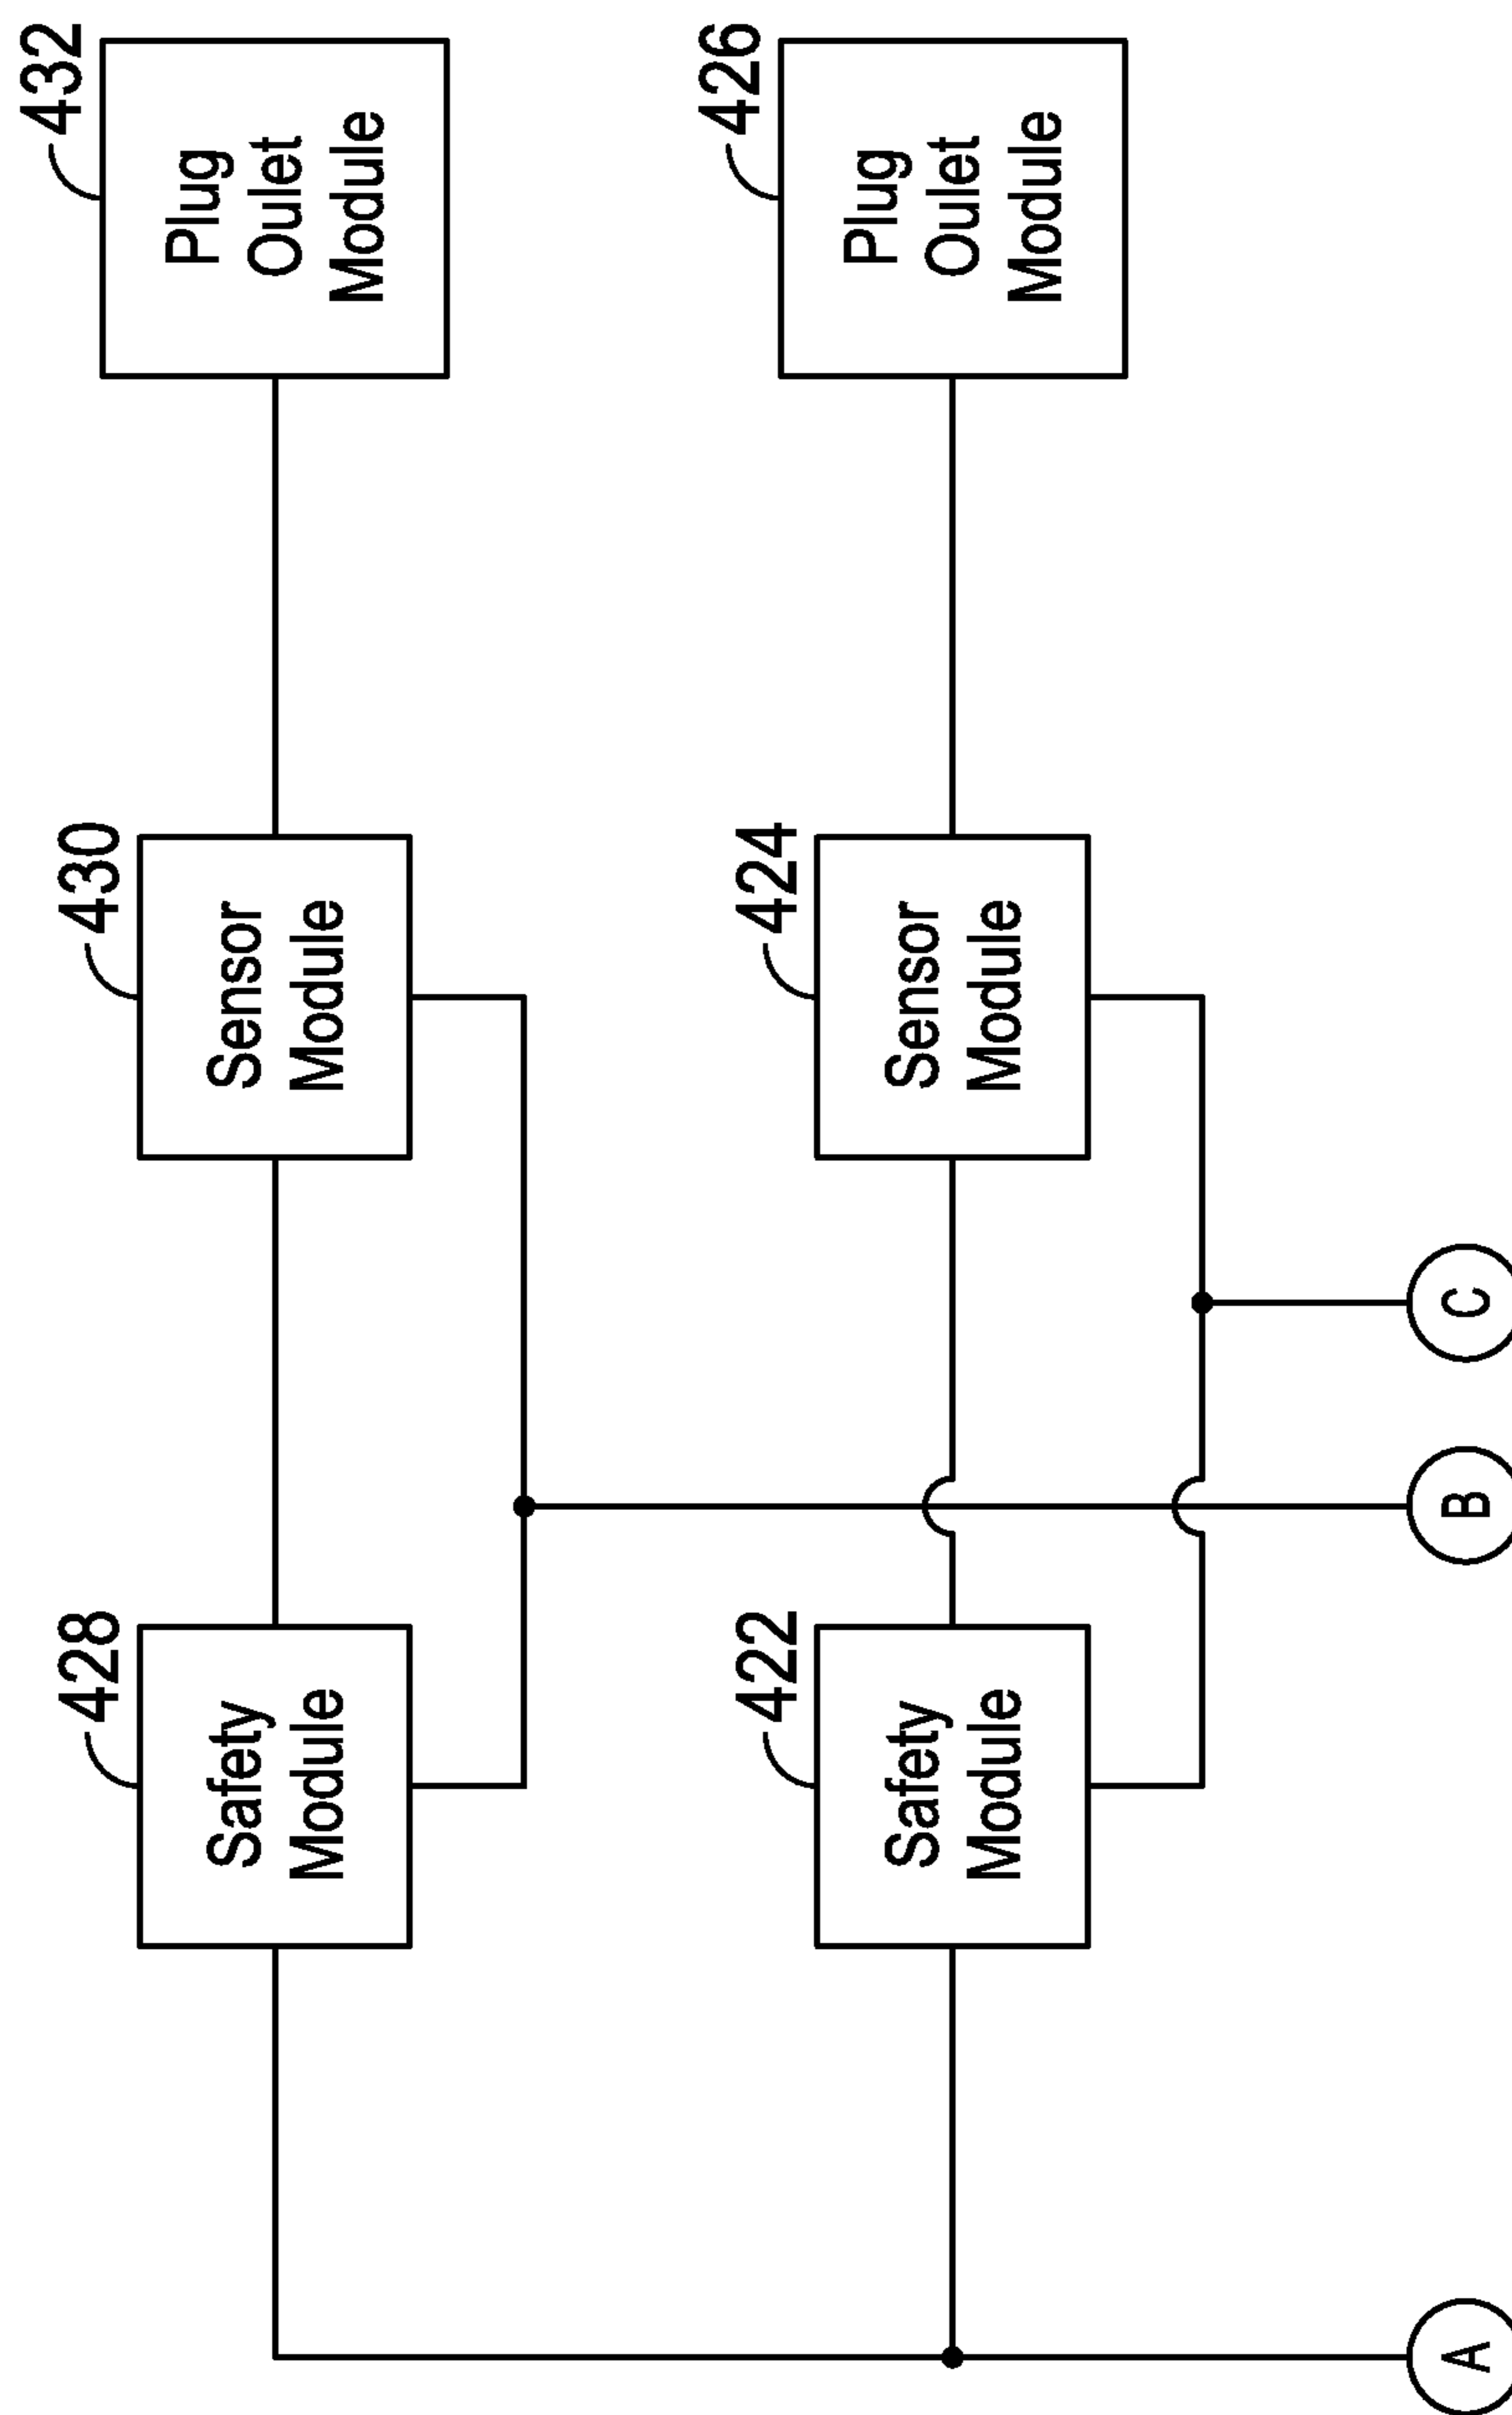 428
Safety
Module
430
Sensor
Module
432
Plug
Oulet
Module
422
Safety
Module
424
Sensor
Module
426
Plug
Oulet
Module
A
B
C